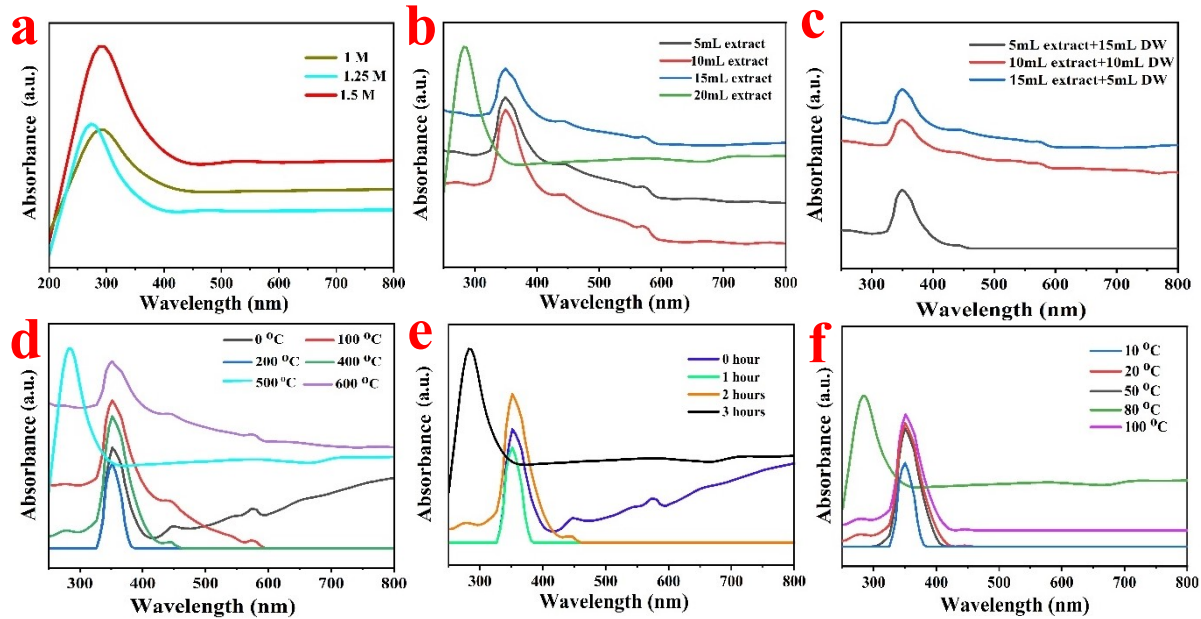 a
Absorbance (a.u.)
1 M
1.25 M
1.5 M
200 300 400 500 600 700 800
Wavelength (nm)
b
Absorbance (a.u.)
5mL extract
10mL extract
15mL extract
20mL extract
300 400 500 600 700 800
Wavelength (nm)
c
Absorbance (a.u.)
5mL extract+15mL DW
10mL extract+10mL DW
15mL extract+5mL DW
300 400 500 600 700 800
Wavelength (nm)
d
Absorbance (a.u.)
0 °C 100 °C
200 °C 400 °C
500 °C 600 °C
300 400 500 600 700 800
Wavelength (nm)
e
Absorbance (a.u.)
0 hour
1 hour
2 hours
3 hours
300 400 500 600 700 800
Wavelength (nm)
f
Absorbance (a.u.)
10 °C
20 °C
50 °C
80 °C
100 °C
300 400 500 600 700 800
Wavelength (nm)